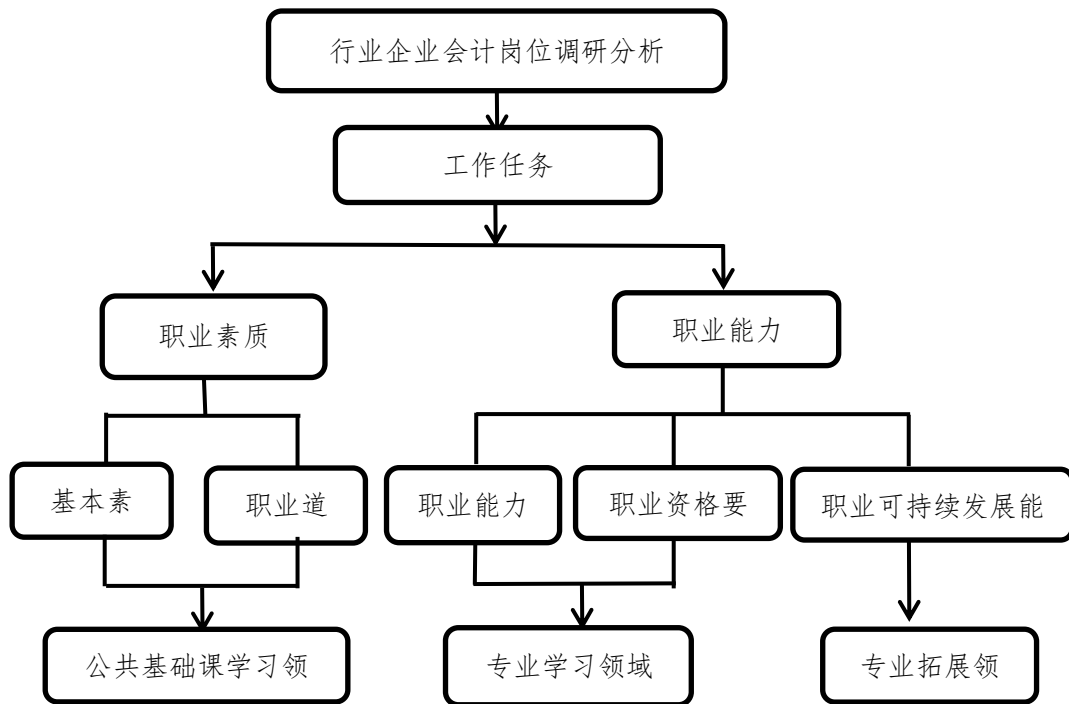 行业企业会计岗位调研分析
工作任务
职业素质
职业能力
基本素
职业道
职业能力
职业资格要
职业可持续发展能
公共基础课学习领
专业学习领域
专业拓展领